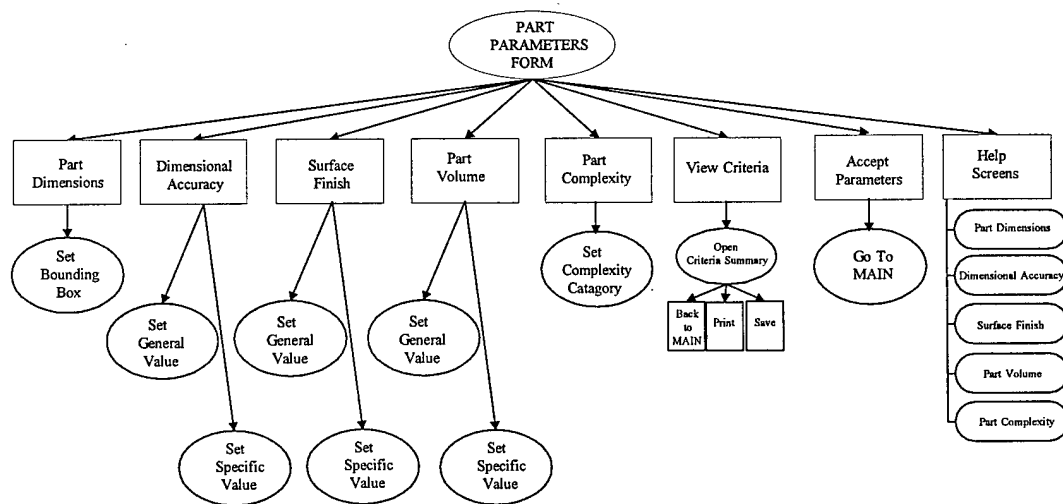 PART
PARAMETERS
FORM
Part
Dimensions
Dimensional
Accuracy
Surface
Finish
Part
Volume
Part
Complexity
View Criteria
Accept
Parameters
Help
Screens
Set
Bounding
Box
Set
General
Value
Set
Specific
Value
Set
General
Value
Set
Specific
Value
Set
General
Value
Set
Specific
Value
Set
Complexity
Catagory
Open
Criteria Summary
Back
to
MAIN
Print
Save
Go To
MAIN
Part Dimensions
Dimensional Accuracy
Surface Finish
Part Volume
Part Complexity